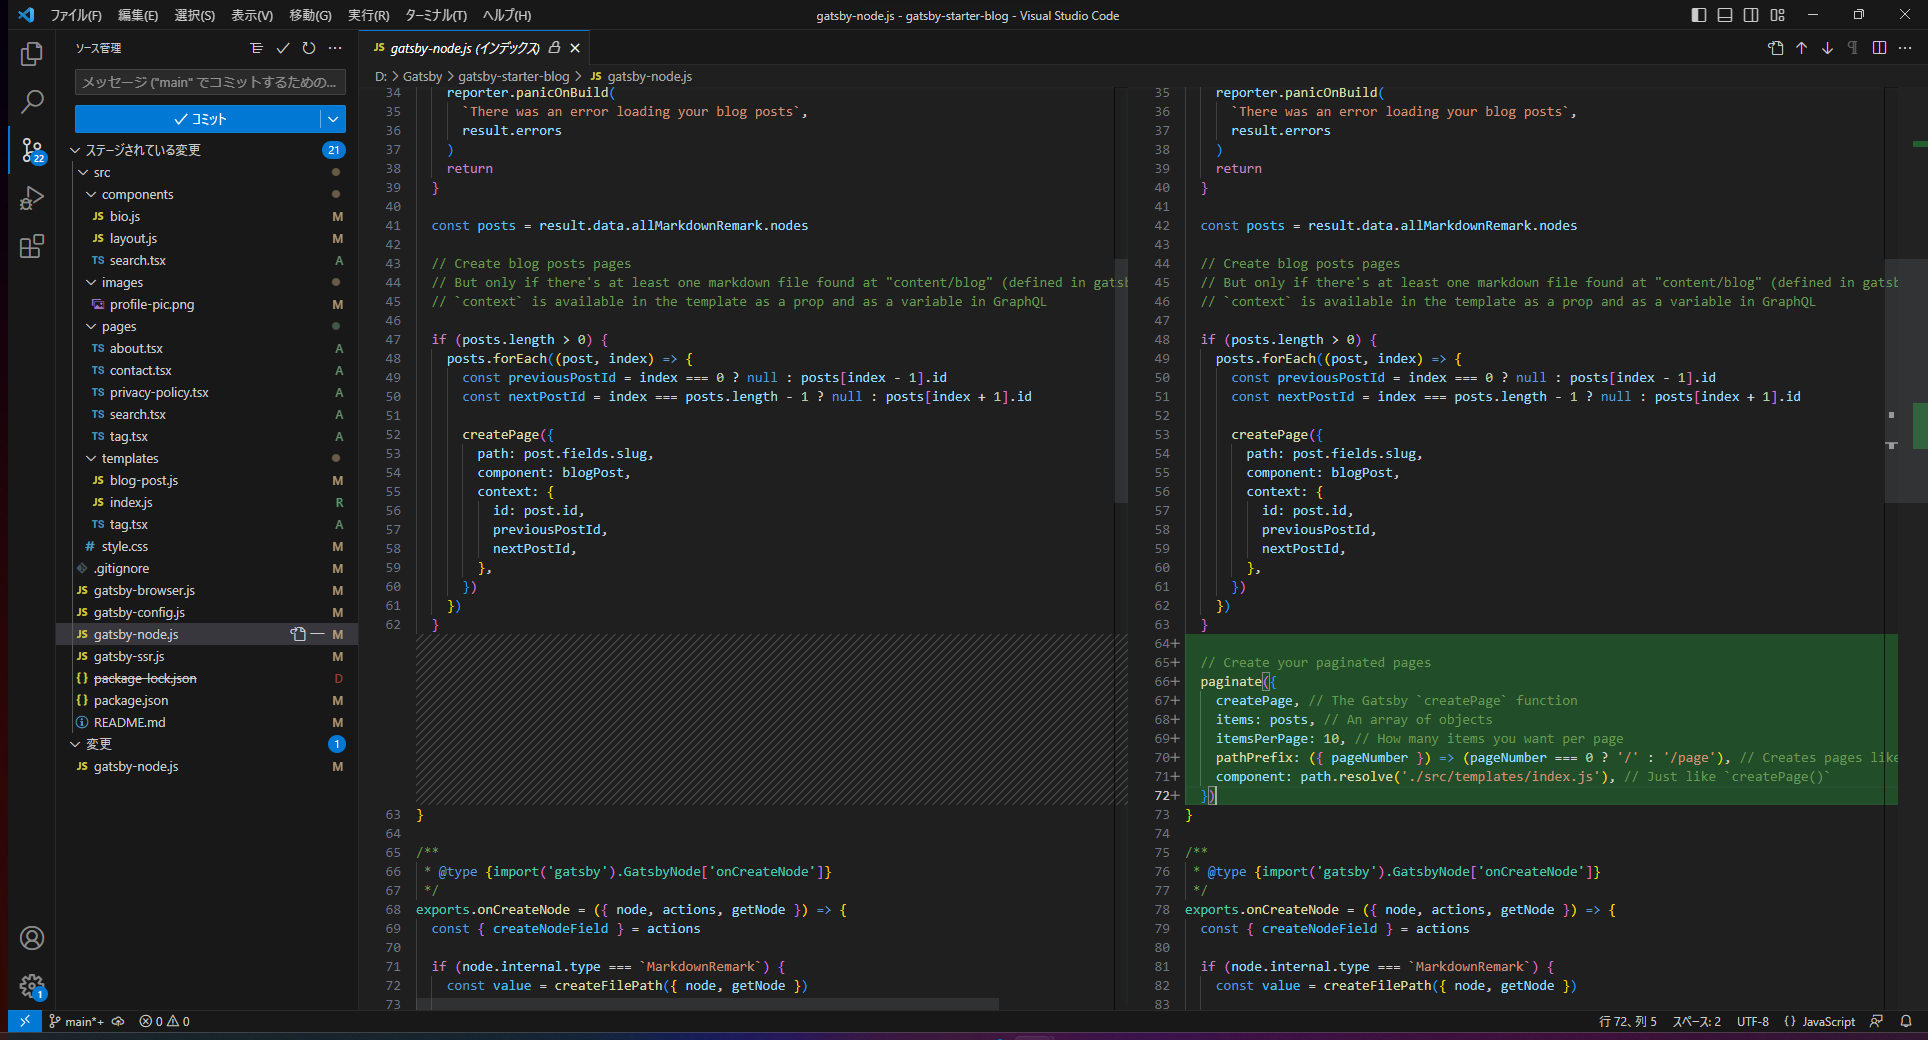 ファイル(F) 編集(E) 選択(S) 表示(V) 移動(G) 実行(R) ターミナル(T) ヘルプ(H)
gatsby-node.js - gatsby-starter-blog - Visual Studio Code
ソース管理
メッセージ ("main" でコミットするための...
コミット
ステージされている変更 21
src
components
bio.js M
layout.js M
search.tsx A
images
profile-pic.png M
pages
about.tsx A
contact.tsx A
privacy-policy.tsx A
search.tsx A
tag.tsx A
templates
blog-post.js M
index.js R
tag.tsx A
style.css M
.gitignore M
gatsby-browser.js M
gatsby-config.js M
gatsby-node.js M
gatsby-ssr.js M
package-lock.json D
package.json M
README.md M
変更 1
gatsby-node.js M
22
1
JS gatsby-node.js (インデックス)
D: > Gatsby > gatsby-starter-blog > JS gatsby-node.js
34 reporter.panicOnBuild(
35 `There was an error loading your blog posts`,
36 result.errors
37 )
38 return
39 }
40
41 const posts = result.data.allMarkdownRemark.nodes
42
43 // Create blog posts pages
44 // But only if there's at least one markdown file found at "content/blog" (defined in gatsb
45 // `context` is available in the template as a prop and as a variable in GraphQL
46
47 if (posts.length > 0) {
48 posts.forEach((post, index) => {
49 const previousPostId = index === 0 ? null : posts[index - 1].id
50 const nextPostId = index === posts.length - 1 ? null : posts[index + 1].id
51
52 createPage({
53 path: post.fields.slug,
54 component: blogPost,
55 context: {
56 id: post.id,
57 previousPostId,
58 nextPostId,
59 },
60 })
61 })
62 }
63 }
64
65 /**
66 * @type {import('gatsby').GatsbyNode['onCreateNode']}
67 */
68 exports.onCreateNode = ({ node, actions, getNode }) => {
69 const { createNodeField } = actions
70
71 if (node.internal.type === `MarkdownRemark`) {
72 const value = createFilePath({ node, getNode })
73
35 reporter.panicOnBuild(
36 `There was an error loading your blog posts`,
37 result.errors
38 )
39 return
40 }
41
42 const posts = result.data.allMarkdownRemark.nodes
43
44 // Create blog posts pages
45 // But only if there's at least one markdown file found at "content/blog" (defined in gatsb
46 // `context` is available in the template as a prop and as a variable in GraphQL
47
48 if (posts.length > 0) {
49 posts.forEach((post, index) => {
50 const previousPostId = index === 0 ? null : posts[index - 1].id
51 const nextPostId = index === posts.length - 1 ? null : posts[index + 1].id
52
53 createPage({
54 path: post.fields.slug,
55 component: blogPost,
56 context: {
57 id: post.id,
58 previousPostId,
59 nextPostId,
60 },
61 })
62 })
63 }
64+
65+ // Create your paginated pages
66+ paginate({
67+ createPage, // The Gatsby `createPage` function
68+ items: posts, // An array of objects
69+ itemsPerPage: 10, // How many items you want per page
70+ pathPrefix: ({ pageNumber }) => (pageNumber === 0 ? '/' : '/page'), // Creates pages like
71+ component: path.resolve('./src/templates/index.js'), // Just like `createPage()`
72+ })
73 }
74
75 /**
76 * @type {import('gatsby').GatsbyNode['onCreateNode']}
77 */
78 exports.onCreateNode = ({ node, actions, getNode }) => {
79 const { createNodeField } = actions
80
81 if (node.internal.type === `MarkdownRemark`) {
82 const value = createFilePath({ node, getNode })
83
main*+ 0 0
行 72、列 5 スペース: 2 UTF-8 {} JavaScript